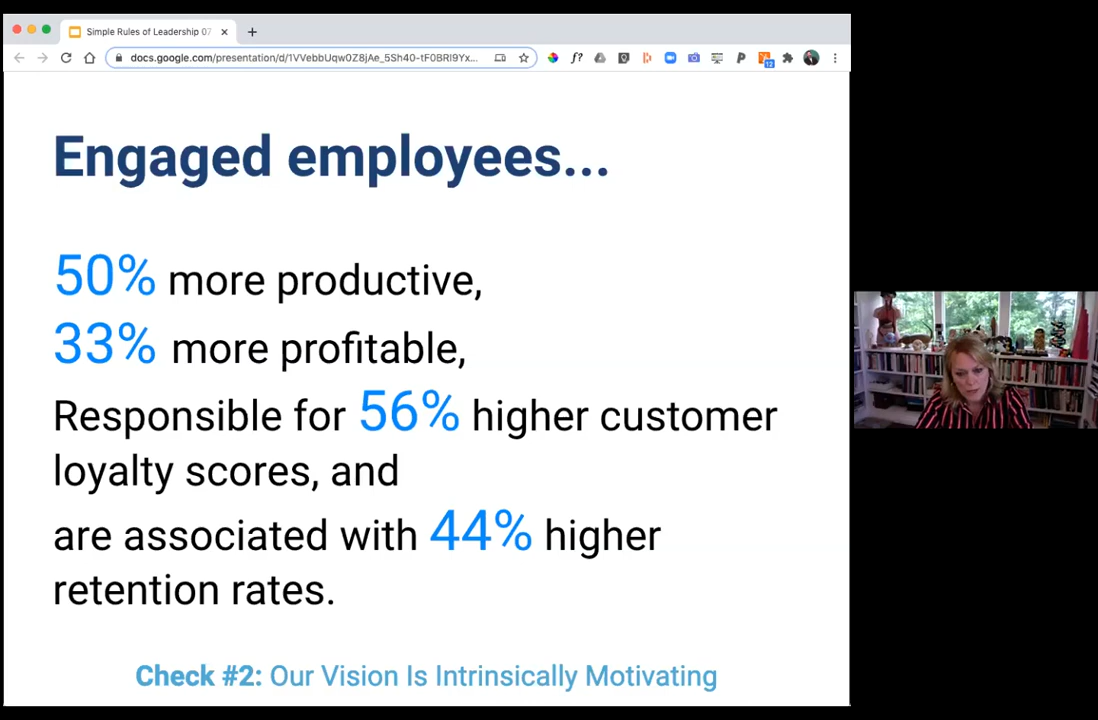 Simple Rules of Leadership 07
docs.google.com/presentation/d/1VVebbUqw0Z8jAe_5Sh40-tF0BRI9Yx...
f?
12
Engaged employees...
50% more productive,
33% more profitable,
Responsible for 56% higher customer
loyalty scores, and
are associated with 44% higher
retention rates.
Check #2: Our Vision Is Intrinsically Motivating